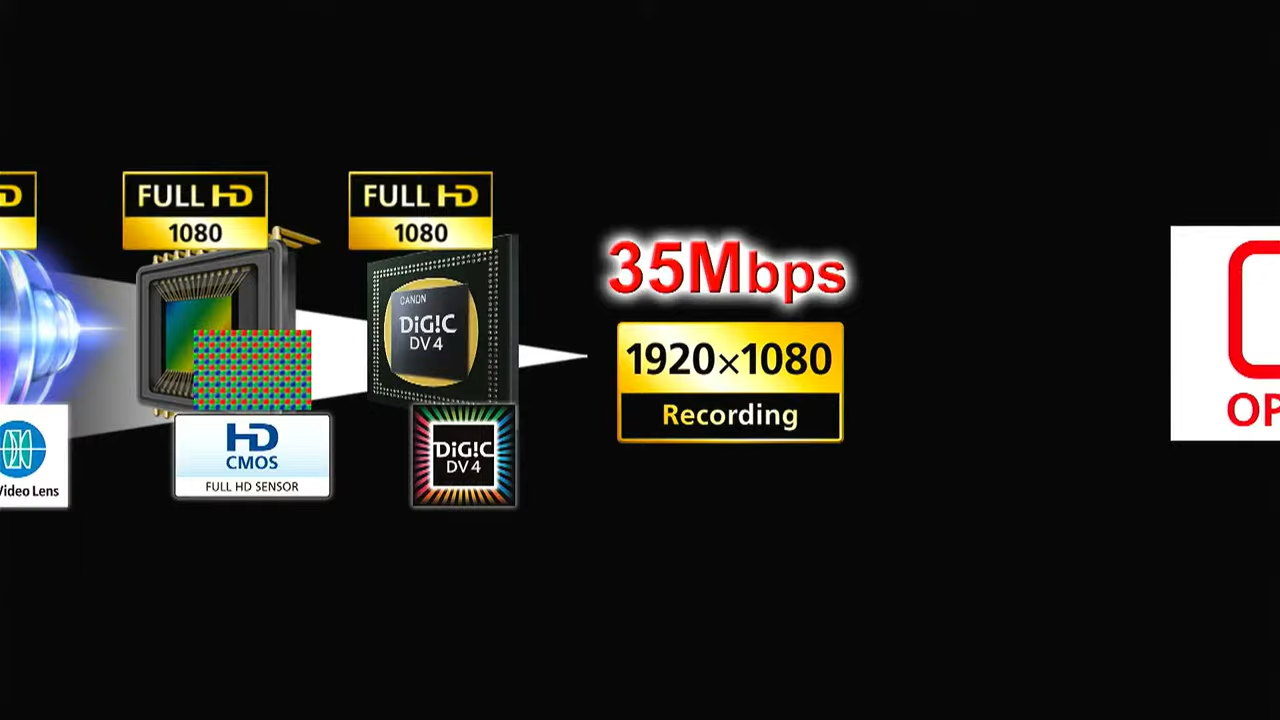 D
FULL HD
1080
FULL HD
1080
CANON
DiG!C
DV 4
35Mbps
1920×1080
Recording
Video Lens
HD
CMOS
FULL HD SENSOR
DiG!C
DV 4
OP